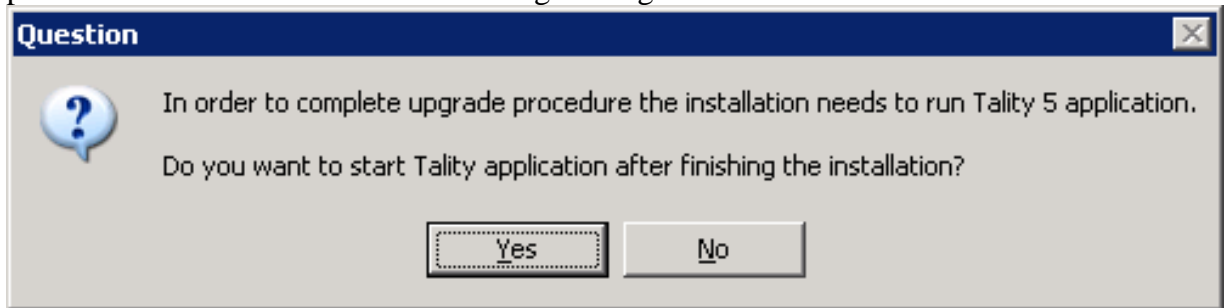 Question
In order to complete upgrade procedure the installation needs to run Tality 5 application.
Do you want to start Tality application after finishing the installation?
Yes
No